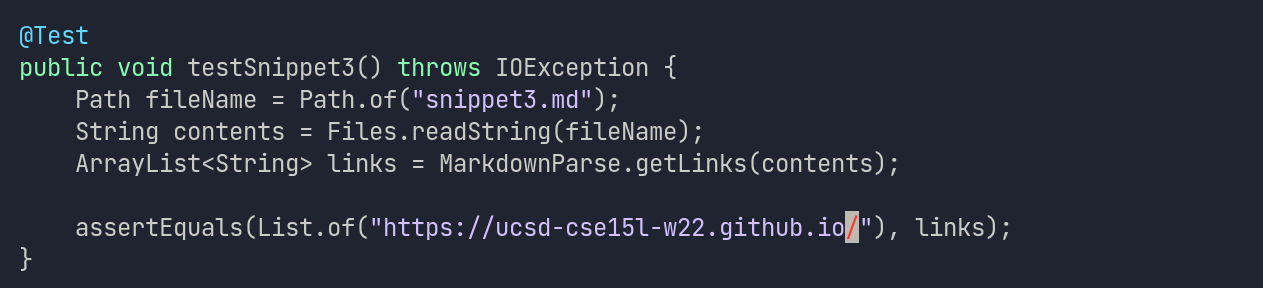 @Test
public void testSnippet3() throws IOException {
    Path fileName = Path.of("snippet3.md");
    String contents = Files.readString(fileName);
    ArrayList<String> links = MarkdownParse.getLinks(contents);

    assertEquals(List.of("https://ucsd-cse15l-w22.github.io/"), links);
}